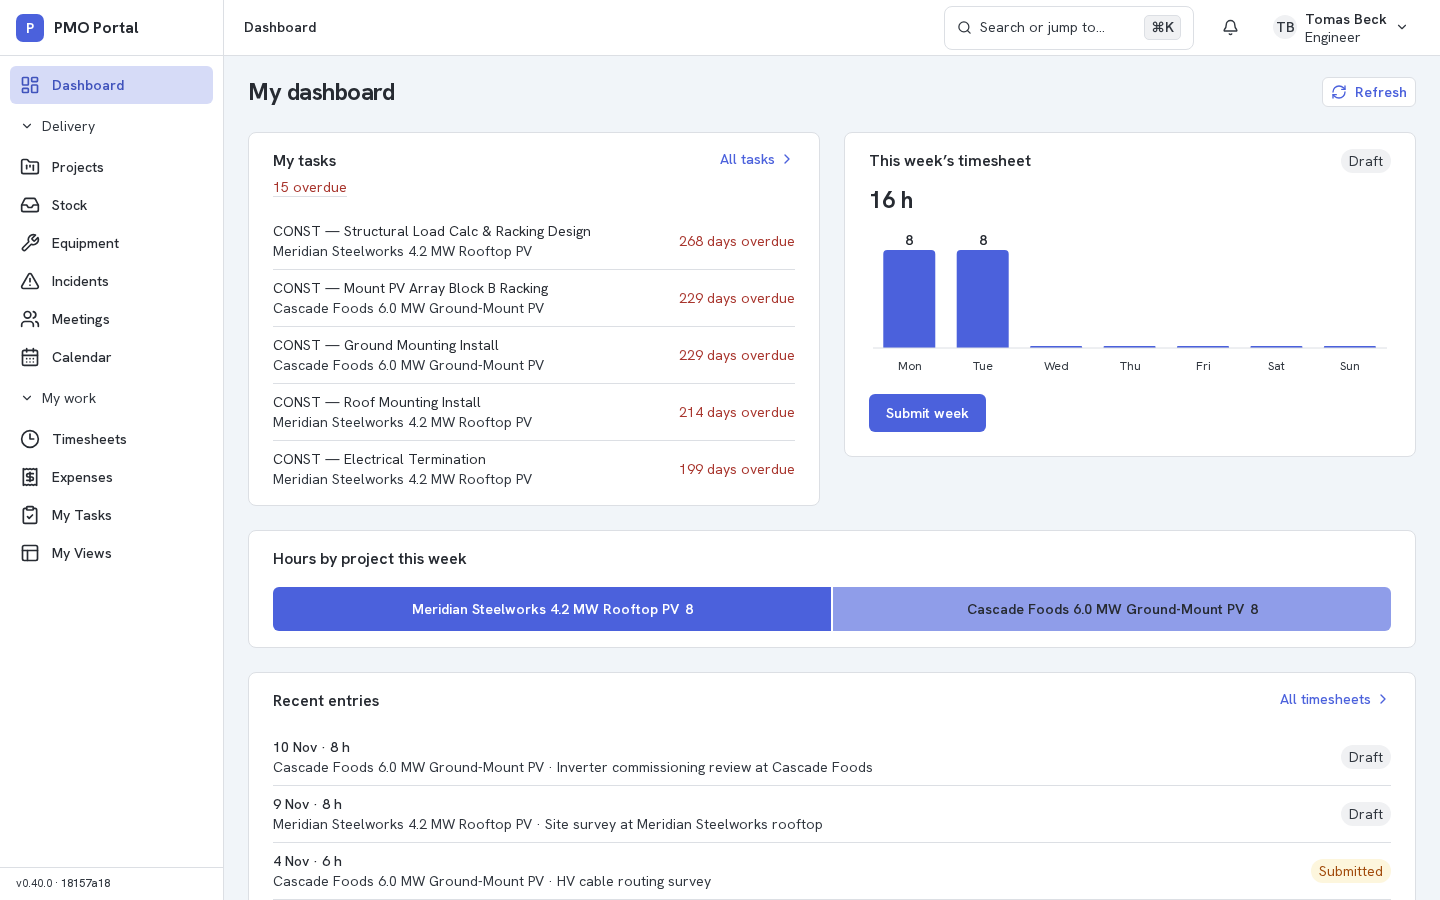 P PMO Portal
Dashboard
Search or jump to...
⌘K
TB
Tomas Beck
Engineer
Dashboard
Delivery
Projects
Stock
Equipment
Incidents
Meetings
Calendar
My work
Timesheets
Expenses
My Tasks
My Views
v0.40.0 · 18157a18
My dashboard
Refresh
My tasks
All tasks
15 overdue
CONST — Structural Load Calc & Racking Design
Meridian Steelworks 4.2 MW Rooftop PV
268 days overdue
CONST — Mount PV Array Block B Racking
Cascade Foods 6.0 MW Ground-Mount PV
229 days overdue
CONST — Ground Mounting Install
Cascade Foods 6.0 MW Ground-Mount PV
229 days overdue
CONST — Roof Mounting Install
Meridian Steelworks 4.2 MW Rooftop PV
214 days overdue
CONST — Electrical Termination
Meridian Steelworks 4.2 MW Rooftop PV
199 days overdue
This week’s timesheet
Draft
16 h
8 8
Mon Tue Wed Thu Fri Sat Sun
Submit week
Hours by project this week
Meridian Steelworks 4.2 MW Rooftop PV 8
Cascade Foods 6.0 MW Ground-Mount PV 8
Recent entries
All timesheets
10 Nov · 8 h
Cascade Foods 6.0 MW Ground-Mount PV · Inverter commissioning review at Cascade Foods
Draft
9 Nov · 8 h
Meridian Steelworks 4.2 MW Rooftop PV · Site survey at Meridian Steelworks rooftop
Draft
4 Nov · 6 h
Cascade Foods 6.0 MW Ground-Mount PV · HV cable routing survey
Submitted